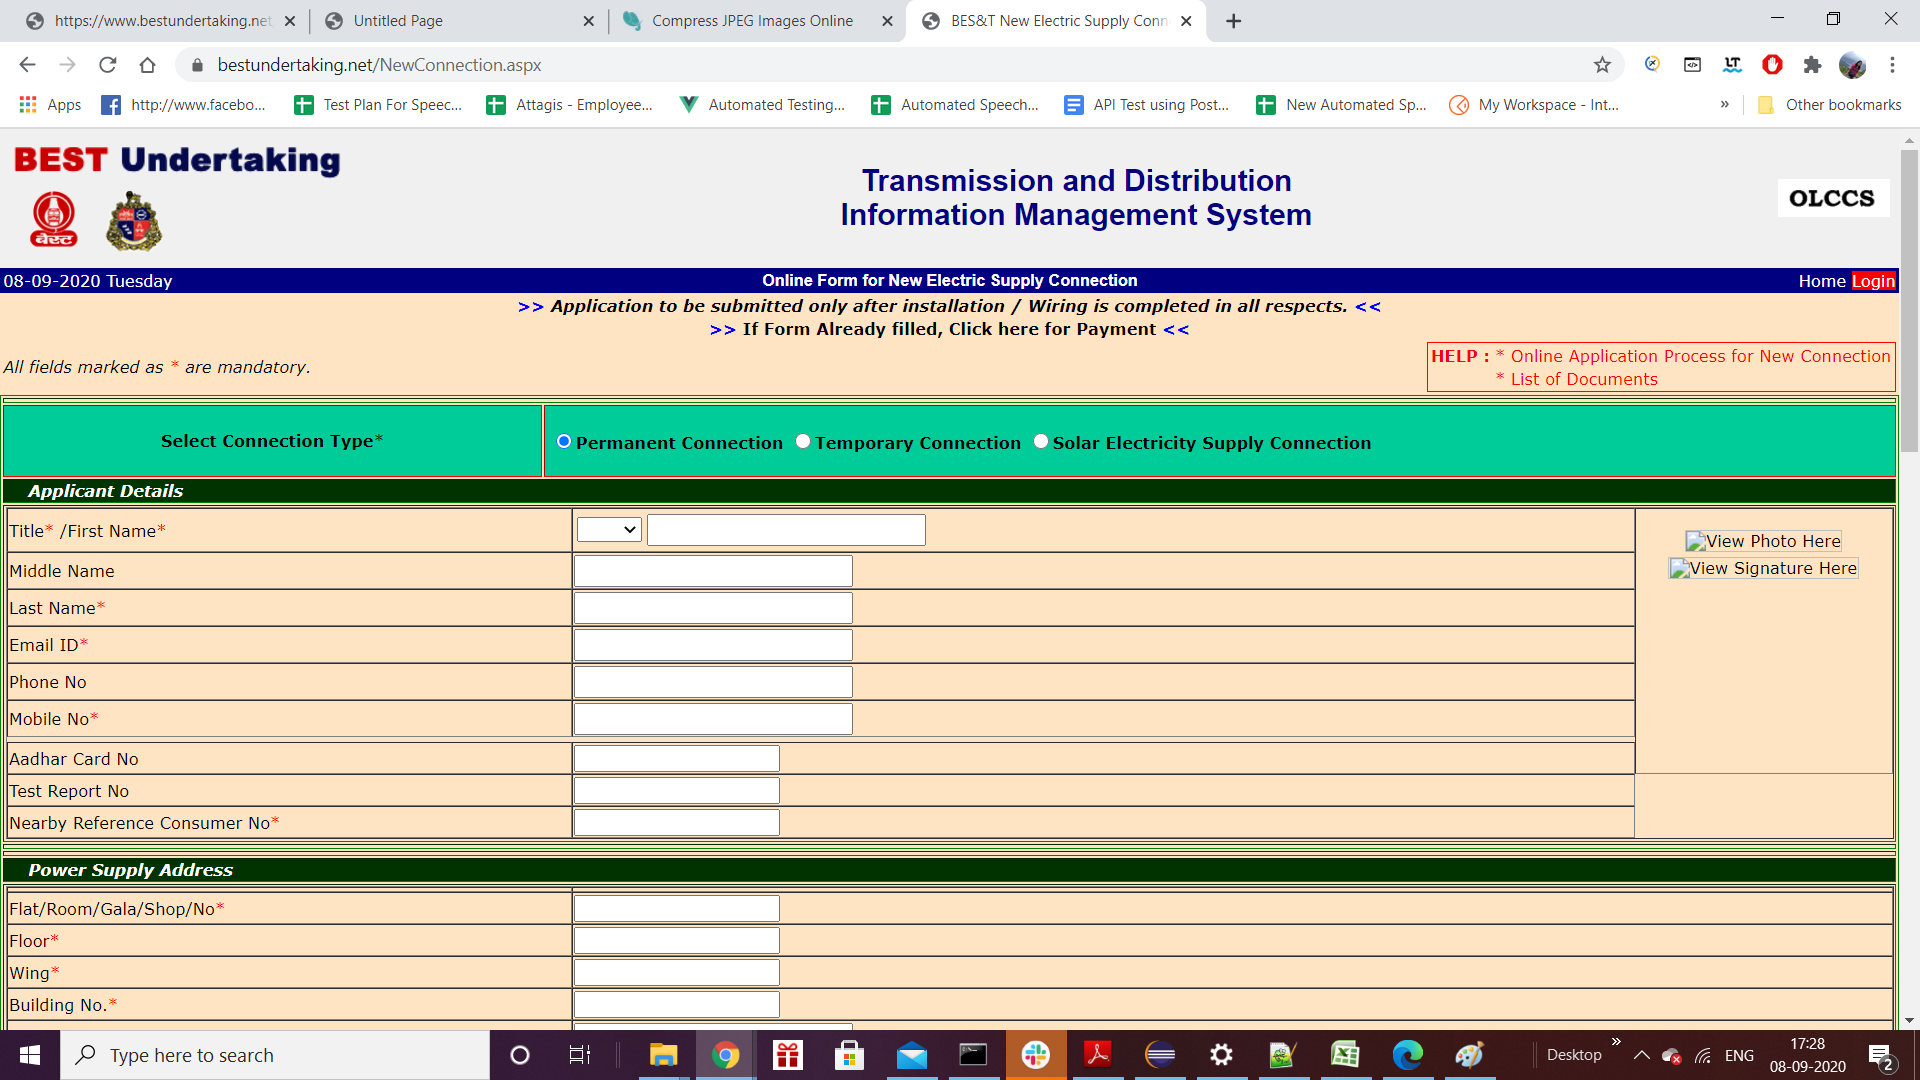 https://www.bestundertaking.net
Untitled Page
Compress JPEG Images Online
BES&T New Electric Supply Conn
bestundertaking.net/NewConnection.aspx
Apps
http://www.facebo...
Test Plan For Speec...
Attagis - Employee...
Automated Testing...
Automated Speech...
API Test using Post...
New Automated Sp...
My Workspace - Int...
» Other bookmarks
BEST Undertaking
बेस्ट
Transmission and Distribution
Information Management System
OLCCS
08-09-2020 Tuesday
Online Form for New Electric Supply Connection
Home Login
>> Application to be submitted only after installation / Wiring is completed in all respects. <<
>> If Form Already filled, Click here for Payment <<
All fields marked as * are mandatory.
HELP : * Online Application Process for New Connection
* List of Documents
Select Connection Type*
Permanent Connection Temporary Connection Solar Electricity Supply Connection
Applicant Details
Title* /First Name*
View Photo Here
View Signature Here
Middle Name
Last Name*
Email ID*
Phone No
Mobile No*
Aadhar Card No
Test Report No
Nearby Reference Consumer No*
Power Supply Address
Flat/Room/Gala/Shop/No*
Floor*
Wing*
Building No.*
Type here to search
Desktop » ENG
17:28
08-09-2020
2